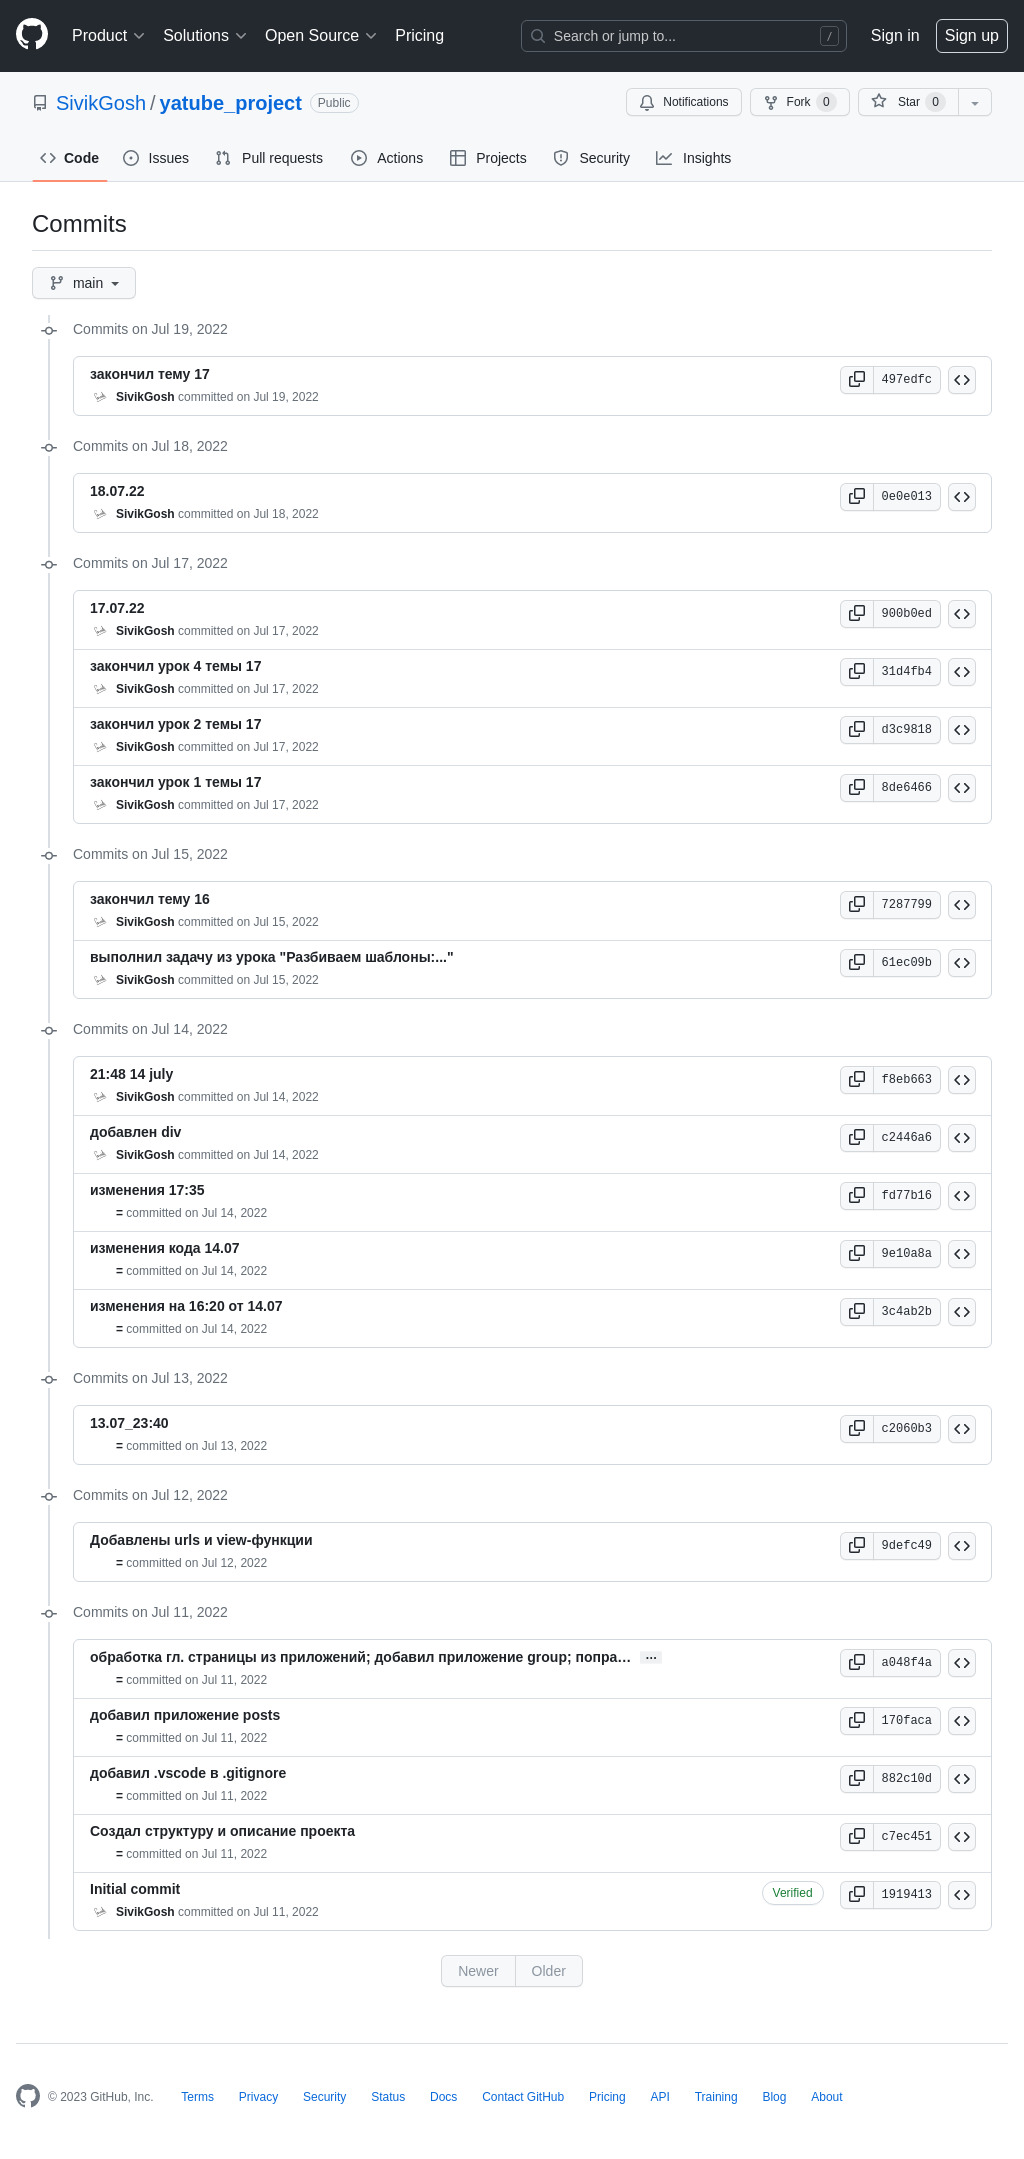 Product Solutions Open Source Pricing Search or jump to... / Sign in Sign up
SivikGosh / yatube_project Public Notifications Fork 0 Star 0
Code Issues Pull requests Actions Projects Security Insights
Commits
main
Commits on Jul 19, 2022
закончил тему 17 497edfc
SivikGosh committed on Jul 19, 2022
Commits on Jul 18, 2022
18.07.22 0e0e013
SivikGosh committed on Jul 18, 2022
Commits on Jul 17, 2022
17.07.22 900b0ed
SivikGosh committed on Jul 17, 2022
закончил урок 4 темы 17 31d4fb4
SivikGosh committed on Jul 17, 2022
закончил урок 2 темы 17 d3c9818
SivikGosh committed on Jul 17, 2022
закончил урок 1 темы 17 8de6466
SivikGosh committed on Jul 17, 2022
Commits on Jul 15, 2022
закончил тему 16 7287799
SivikGosh committed on Jul 15, 2022
выполнил задачу из урока "Разбиваем шаблоны:..." 61ec09b
SivikGosh committed on Jul 15, 2022
Commits on Jul 14, 2022
21:48 14 july f8eb663
SivikGosh committed on Jul 14, 2022
добавлен div c2446a6
SivikGosh committed on Jul 14, 2022
изменения 17:35 fd77b16
= committed on Jul 14, 2022
изменения кода 14.07 9e10a8a
= committed on Jul 14, 2022
изменения на 16:20 от 14.07 3c4ab2b
= committed on Jul 14, 2022
Commits on Jul 13, 2022
13.07_23:40 c2060b3
= committed on Jul 13, 2022
Commits on Jul 12, 2022
Добавлены urls и view-функции 9defc49
= committed on Jul 12, 2022
Commits on Jul 11, 2022
обработка гл. страницы из приложений; добавил приложение group; попра… … a048f4a
= committed on Jul 11, 2022
добавил приложение posts 170faca
= committed on Jul 11, 2022
добавил .vscode в .gitignore 882c10d
= committed on Jul 11, 2022
Создал структуру и описание проекта c7ec451
= committed on Jul 11, 2022
Initial commit Verified 1919413
SivikGosh committed on Jul 11, 2022
Newer Older
© 2023 GitHub, Inc. Terms Privacy Security Status Docs Contact GitHub Pricing API Training Blog About